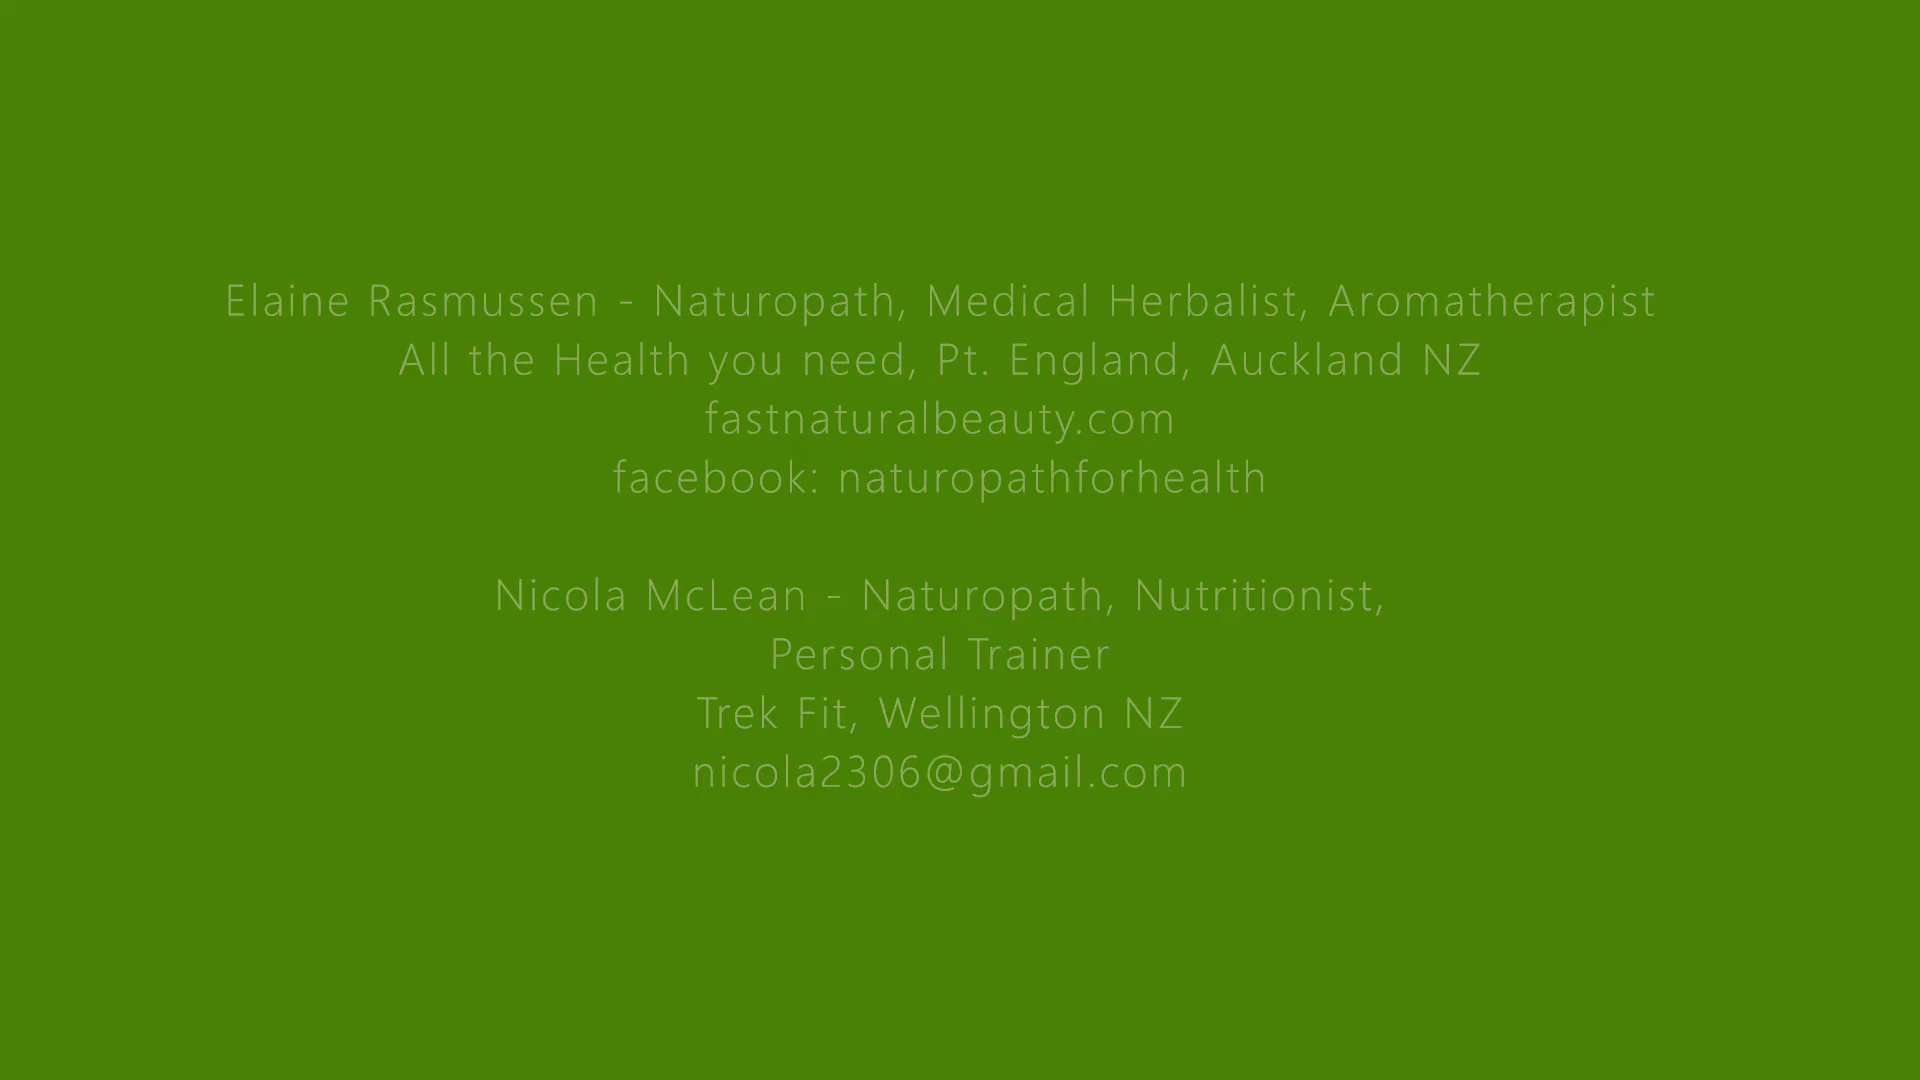 Elaine Rasmussen - Naturopath, Medical Herbalist, Aromatherapist
All the Health you need, Pt. England, Auckland NZ
fastnaturalbeauty.com
facebook: naturopathforhealth
Nicola McLean - Naturopath, Nutritionist,
Personal Trainer
Trek Fit, Wellington NZ
nicola2306@gmail.com